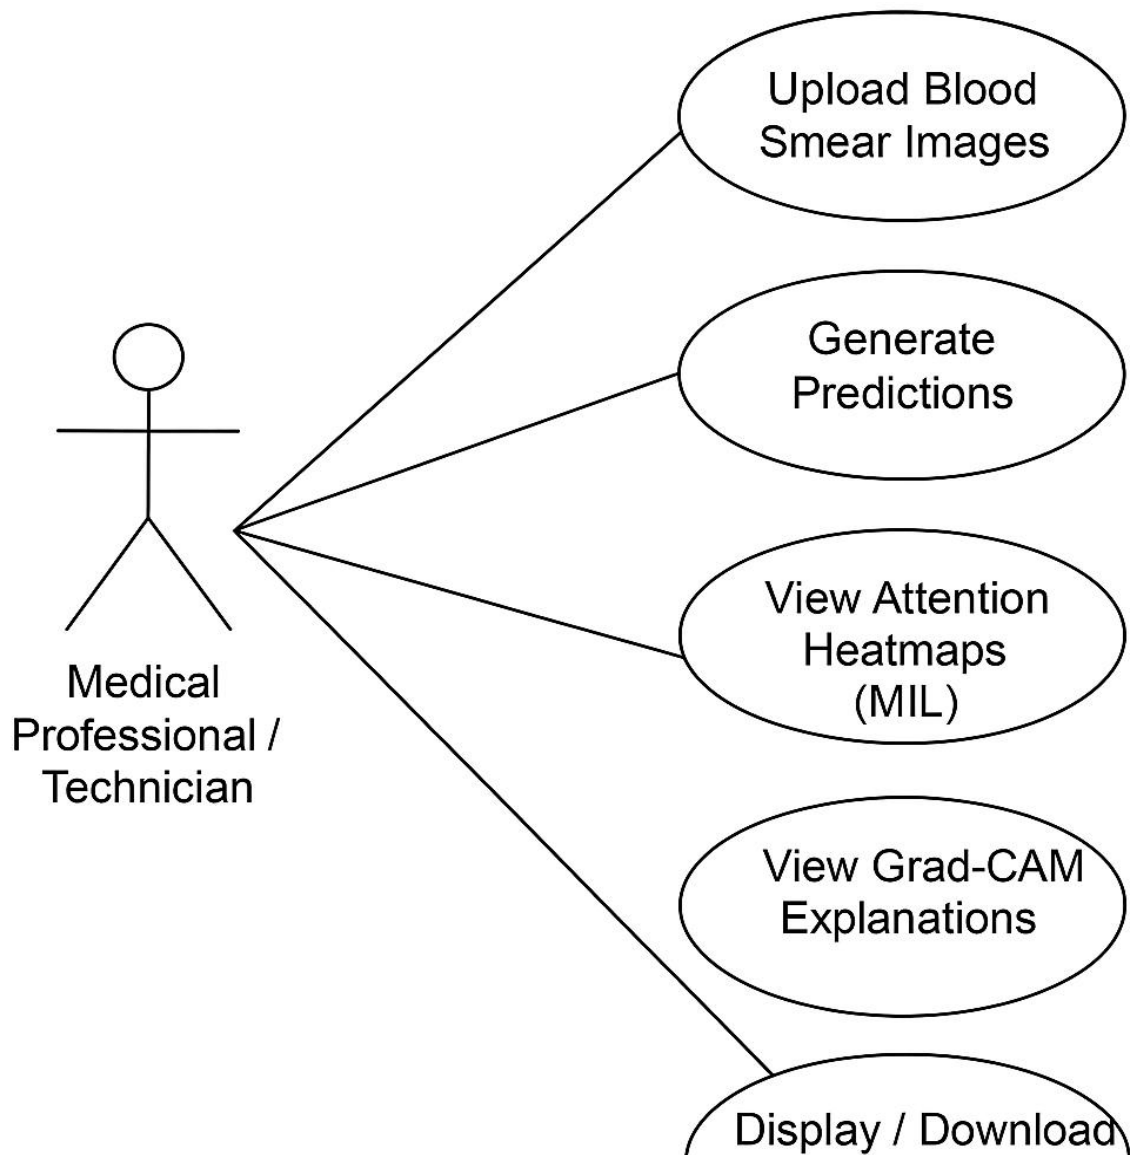 Upload Blood
Smear Images
Generate
Predictions
View Attention
Heatmaps
(MIL)
Medical
Professional /
Technician
View Grad-CAM
Explanations
Display / Download